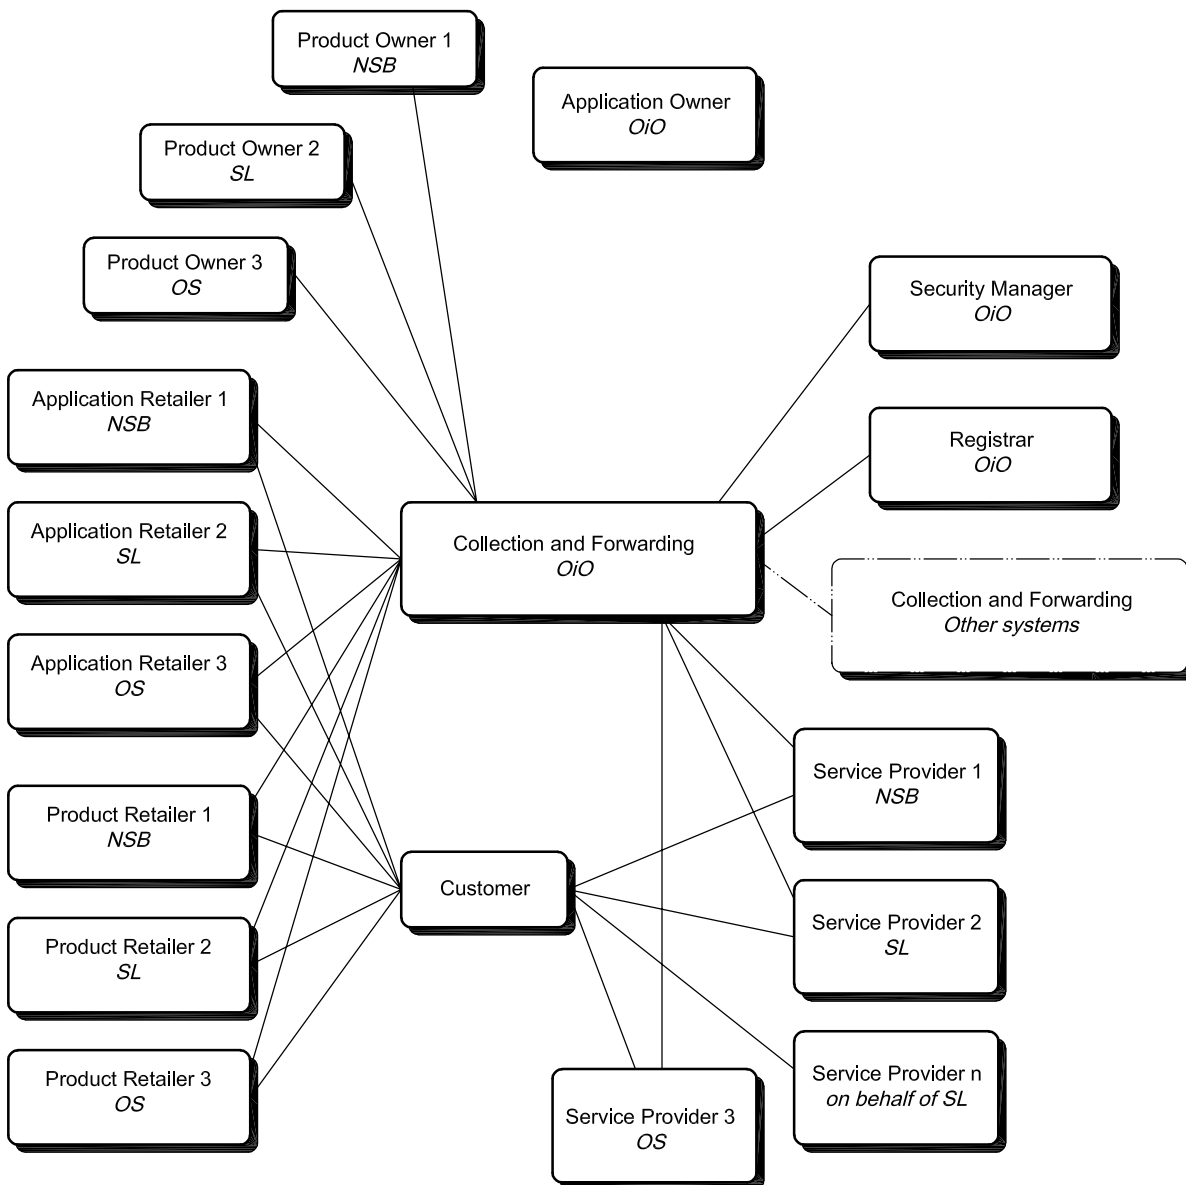 Product Owner 1
NSB
Application Owner
OiO
Product Owner 2
SL
Product Owner 3
OS
Security Manager
OiO
Application Retailer 1
NSB
Registrar
OiO
Application Retailer 2
SL
Collection and Forwarding
OiO
Collection and Forwarding
Other systems
Application Retailer 3
OS
Service Provider 1
NSB
Product Retailer 1
NSB
Customer
Service Provider 2
SL
Product Retailer 2
SL
Product Retailer 3
OS
Service Provider n
on behalf of SL
Service Provider 3
OS